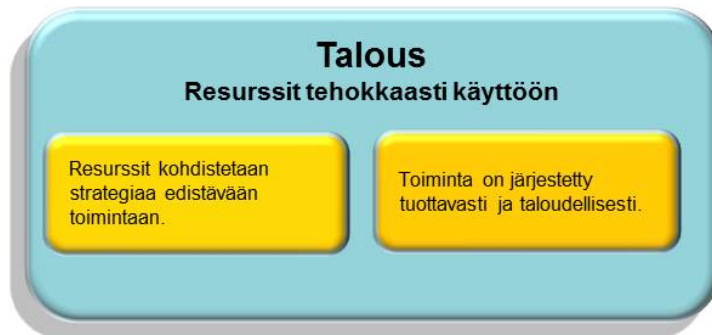 Talous
Resurssit tehokkaasti käyttöön
Resurssit kohdistetaan
strategiaa edistävään
toimintaan.
Toiminta on järjestetty
tuottavasti ja taloudellisesti.